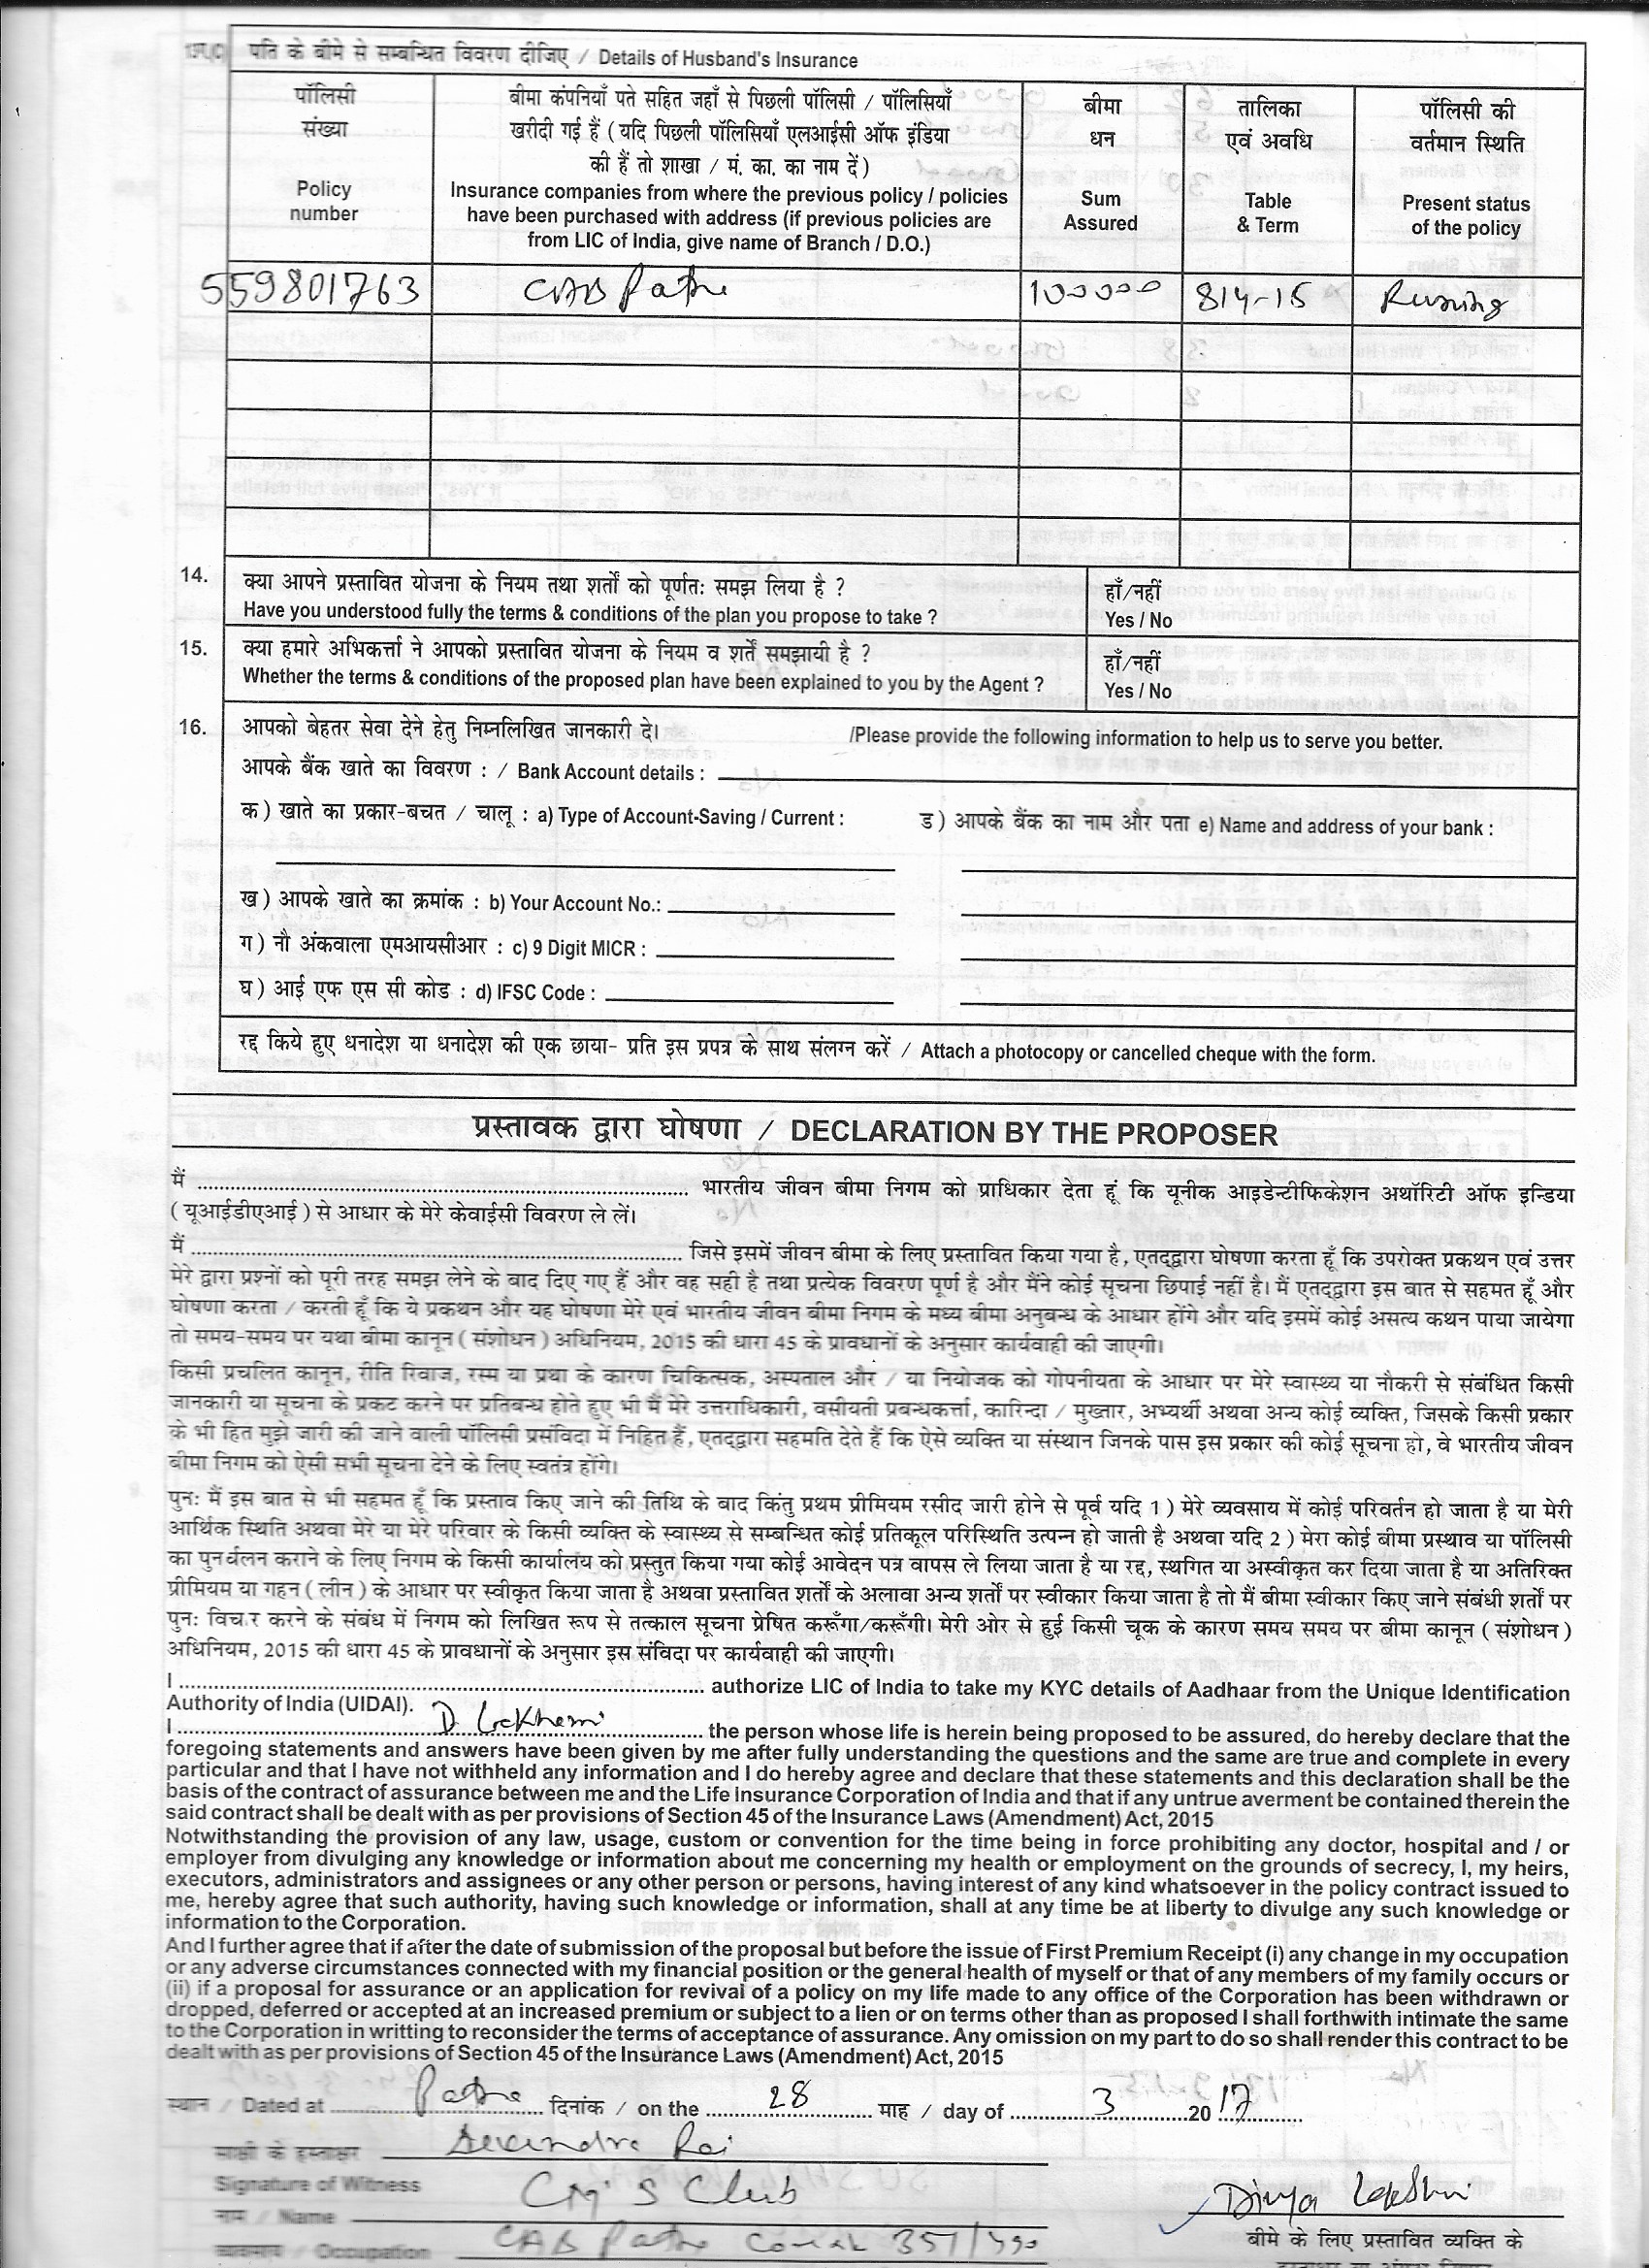 पति के बीमे से सम्बन्धित विवरण दीजिए / Details of Husband's Insurance
पॉलिसी संख्या
Policy number
बीमा कंपनियाँ पते सहित जहाँ से पिछली पॉलिसी / पॉलिसियाँ
खरीदी गई हैं ( यदि पिछली पॉलिसियाँ एलआईसी ऑफ इंडिया
की हैं तो शाखा / मं. का. का नाम दें )
Insurance companies from where the previous policy / policies
have been purchased with address (if previous policies are
from LIC of India, give name of Branch / D.O.)
बीमा धन
Sum Assured
तालिका एवं अवधि
Table & Term
पॉलिसी की वर्तमान स्थिति
Present status of the policy
559801763 CAB Patna 100000 814-15 Running
14. क्या आपने प्रस्तावित योजना के नियम तथा शर्तों को पूर्णतः समझ लिया है ? हाँ/नहीं
Have you understood fully the terms & conditions of the plan you propose to take ? Yes / No
15. क्या हमारे अभिकर्त्ता ने आपको प्रस्तावित योजना के नियम व शर्तें समझायी है ? हाँ/नहीं
Whether the terms & conditions of the proposed plan have been explained to you by the Agent ? Yes / No
16. आपको बेहतर सेवा देने हेतु निम्नलिखित जानकारी दे। /Please provide the following information to help us to serve you better.
आपके बैंक खाते का विवरण : / Bank Account details :
क ) खाते का प्रकार-बचत / चालू : a) Type of Account-Saving / Current : ड ) आपके बैंक का नाम और पता e) Name and address of your bank :
ख ) आपके खाते का क्रमांक : b) Your Account No.:
ग ) नौ अंकवाला एमआयसीआर : c) 9 Digit MICR :
घ ) आई एफ एस सी कोड : d) IFSC Code :
रद्द किये हुए धनादेश या धनादेश की एक छाया- प्रति इस प्रपत्र के साथ संलग्न करें / Attach a photocopy or cancelled cheque with the form.
प्रस्तावक द्वारा घोषणा / DECLARATION BY THE PROPOSER
मैं ........ भारतीय जीवन बीमा निगम को प्राधिकार देता हूं कि यूनीक आइडेन्टीफिकेशन अथॉरिटी ऑफ इन्डिया
( यूआईडीएआई ) से आधार के मेरे केवाईसी विवरण ले लें।
मैं ........ जिसे इसमें जीवन बीमा के लिए प्रस्तावित किया गया है, एतद्द्वारा घोषणा करता हूँ कि उपरोक्त प्रकथन एवं उत्तर
मेरे द्वारा प्रश्नों को पूरी तरह समझ लेने के बाद दिए गए हैं और वह सही है तथा प्रत्येक विवरण पूर्ण है और मैंने कोई सूचना छिपाई नहीं है। मैं एतद्द्वारा इस बात से सहमत हूँ और
घोषणा करता / करती हूँ कि ये प्रकथन और यह घोषणा मेरे एवं भारतीय जीवन बीमा निगम के मध्य बीमा अनुबन्ध के आधार होंगे और यदि इसमें कोई असत्य कथन पाया जायेगा
तो समय-समय पर यथा बीमा कानून ( संशोधन ) अधिनियम, 2015 की धारा 45 के प्रावधानों के अनुसार कार्यवाही की जाएगी।
किसी प्रचलित कानून, रीति रिवाज, रस्म या प्रथा के कारण चिकित्सक, अस्पताल और / या नियोजक को गोपनीयता के आधार पर मेरे स्वास्थ्य या नौकरी से संबंधित किसी
जानकारी या सूचना के प्रकट करने पर प्रतिबन्ध होते हुए भी मैं मेरे उत्तराधिकारी, वसीयती प्रबन्धकर्त्ता, कारिन्दा / मुख्तार, अभ्यर्थी अथवा अन्य कोई व्यक्ति, जिसके किसी प्रकार
के भी हित मुझे जारी की जाने वाली पॉलिसी प्रसंविदा में निहित हैं, एतद्द्वारा सहमति देते हैं कि ऐसे व्यक्ति या संस्थान जिनके पास इस प्रकार की कोई सूचना हो, वे भारतीय जीवन
बीमा निगम को ऐसी सभी सूचना देने के लिए स्वतंत्र होंगे।
पुनः मैं इस बात से भी सहमत हूँ कि प्रस्ताव किए जाने की तिथि के बाद किंतु प्रथम प्रीमियम रसीद जारी होने से पूर्व यदि 1 ) मेरे व्यवसाय में कोई परिवर्तन हो जाता है या मेरी
आर्थिक स्थिति अथवा मेरे या मेरे परिवार के किसी व्यक्ति के स्वास्थ्य से सम्बन्धित कोई प्रतिकूल परिस्थिति उत्पन्न हो जाती है अथवा यदि 2 ) मेरा कोई बीमा प्रस्थाव या पॉलिसी
का पुनर्चलन कराने के लिए निगम के किसी कार्यालय को प्रस्तुत किया गया कोई आवेदन पत्र वापस ले लिया जाता है या रद्द, स्थगित या अस्वीकृत कर दिया जाता है या अतिरिक्त
प्रीमियम या गहन ( लीन ) के आधार पर स्वीकृत किया जाता है अथवा प्रस्तावित शर्तों के अलावा अन्य शर्तों पर स्वीकार किया जाता है तो मैं बीमा स्वीकार किए जाने संबंधी शर्तों पर
पुनः विचार करने के संबंध में निगम को लिखित रूप से तत्काल सूचना प्रेषित करूँगा/करूँगी। मेरी ओर से हुई किसी चूक के कारण समय समय पर बीमा कानून ( संशोधन )
अधिनियम, 2015 की धारा 45 के प्रावधानों के अनुसार इस संविदा पर कार्यवाही की जाएगी।
I ........ authorize LIC of India to take my KYC details of Aadhaar from the Unique Identification
Authority of India (UIDAI).
I ........ D. Lakhsmi ........ the person whose life is herein being proposed to be assured, do hereby declare that the
foregoing statements and answers have been given by me after fully understanding the questions and the same are true and complete in every
particular and that I have not withheld any information and I do hereby agree and declare that these statements and this declaration shall be the
basis of the contract of assurance between me and the Life Insurance Corporation of India and that if any untrue averment be contained therein the
said contract shall be dealt with as per provisions of Section 45 of the Insurance Laws (Amendment) Act, 2015
Notwithstanding the provision of any law, usage, custom or convention for the time being in force prohibiting any doctor, hospital and / or
employer from divulging any knowledge or information about me concerning my health or employment on the grounds of secrecy, I, my heirs,
executors, administrators and assignees or any other person or persons, having interest of any kind whatsoever in the policy contract issued to
me, hereby agree that such authority, having such knowledge or information, shall at any time be at liberty to divulge any such knowledge or
information to the Corporation.
And I further agree that if after the date of submission of the proposal but before the issue of First Premium Receipt (i) any change in my occupation
or any adverse circumstances connected with my financial position or the general health of myself or that of any members of my family occurs or
(ii) if a proposal for assurance or an application for revival of a policy on my life made to any office of the Corporation has been withdrawn or
dropped, deferred or accepted at an increased premium or subject to a lien or on terms other than as proposed I shall forthwith intimate the same
to the Corporation in writting to reconsider the terms of acceptance of assurance. Any omission on my part to do so shall render this contract to be
dealt with as per provisions of Section 45 of the Insurance Laws (Amendment) Act, 2015
स्थान / Dated at ........ Patna ........ दिनांक / on the ........ 28 ........ माह / day of ........ 3 ........ 20 17
साक्षी के हस्ताक्षर Devendra Rai
Signature of Witness CM'S Club
नाम / Name Divya Lakshmi
व्यवसाय / Occupation CAB Patna 351/490 बीमे के लिए प्रस्तावित व्यक्ति के